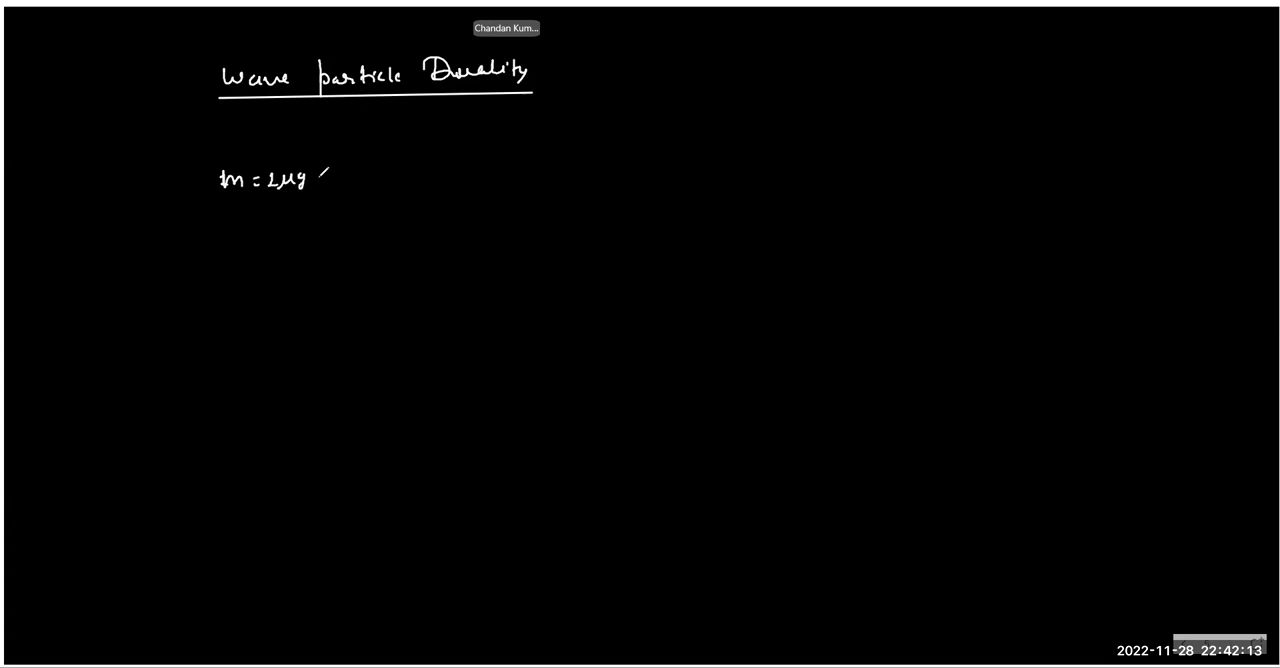 Chandan Kum...
Wave particle Duality
m = 2μg
2022-11-28 22:42:13